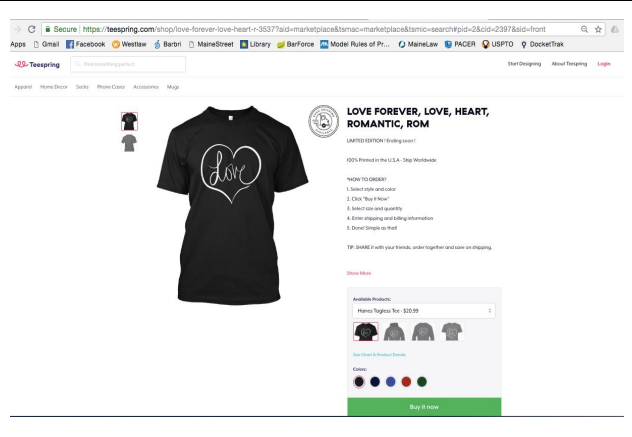 Secure | https://teespring.com/shop/love-forever-love-heart-r-3537?aid=marketplace&tsmac=marketplace&tsmic=search#pid=2&cid=2397&sid=front
Apps Gmail Facebook Westlaw Barbri MaineStreet Library BarForce Model Rules of Pr... MaineLaw PACER USPTO DocketTrak
Teespring Find something perfect Start Designing About Teespring Login
Apparel Home Decor Socks Phone Cases Accessories Mugs
Love
LOVE FOREVER, LOVE, HEART,
ROMANTIC, ROM
LIMITED EDITION ! Ending soon !
100% Printed in the U.S.A - Ship Worldwide
*HOW TO ORDER?
1. Select style and color
2. Click "Buy it Now"
3. Select size and quantity
4. Enter shipping and billing information
5. Done! Simple as that!
TIP: SHARE it with your friends, order together and save on shipping.
Show More
Available Products:
Hanes Tagless Tee - $20.99
Size Chart & Product Details
Colors:
Buy it now